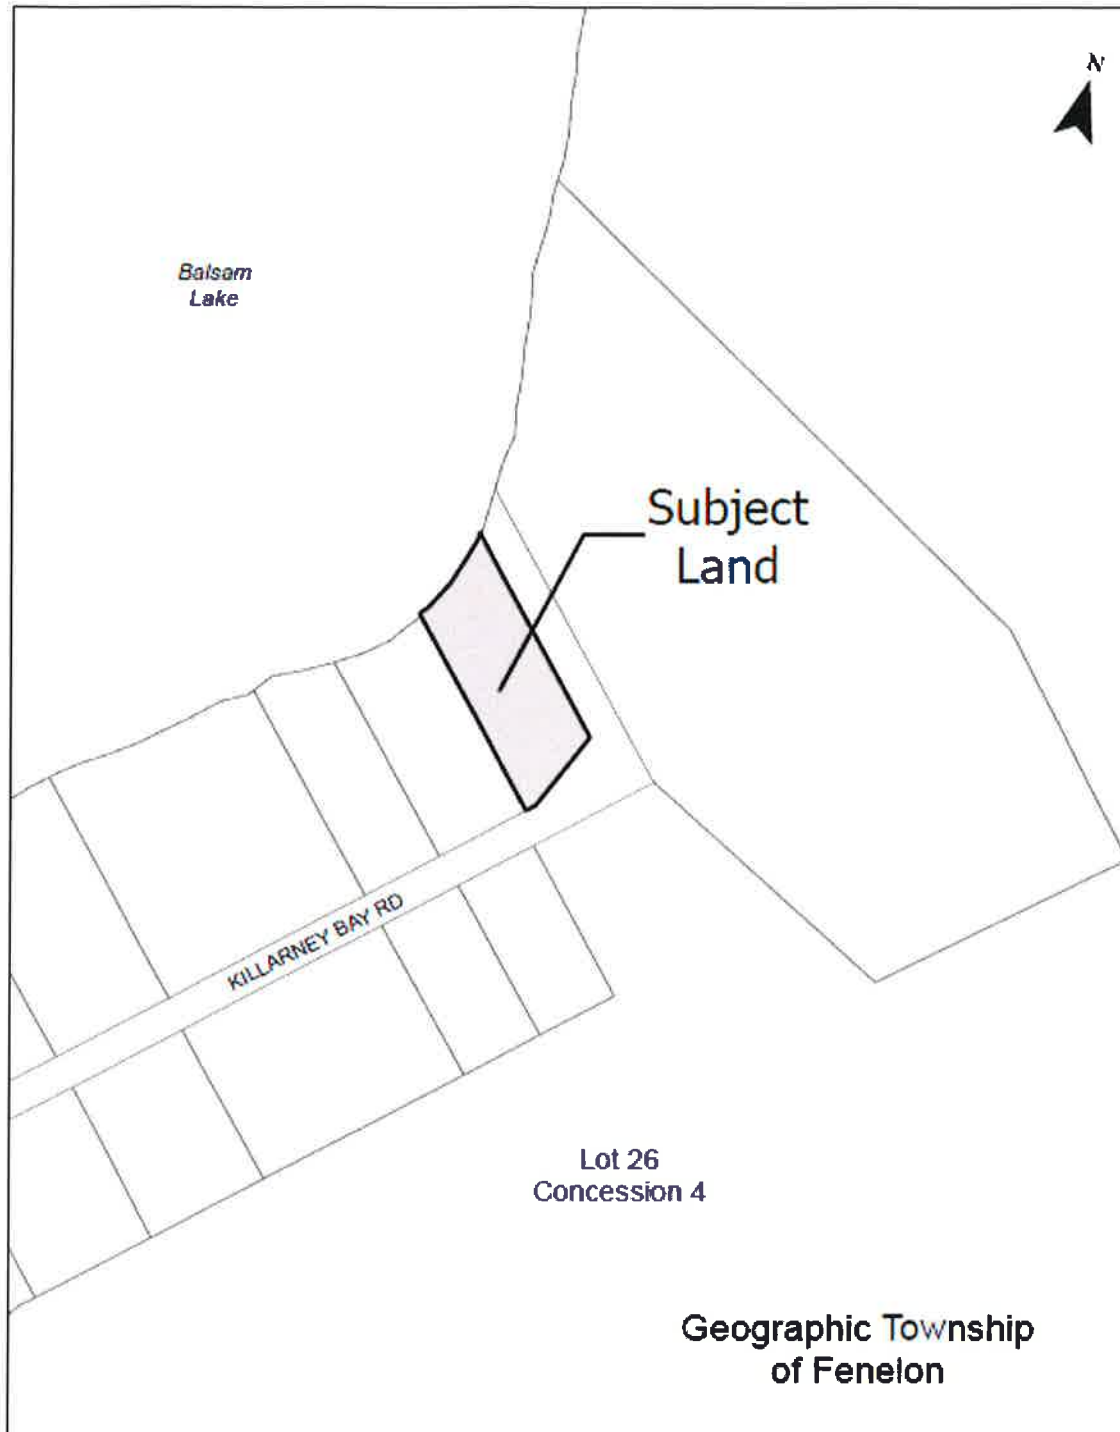 N
Balsam
Lake
Subject
Land
KILLARNEY BAY RD
Lot 26
Concession 4
Geographic Township
of Fenelon